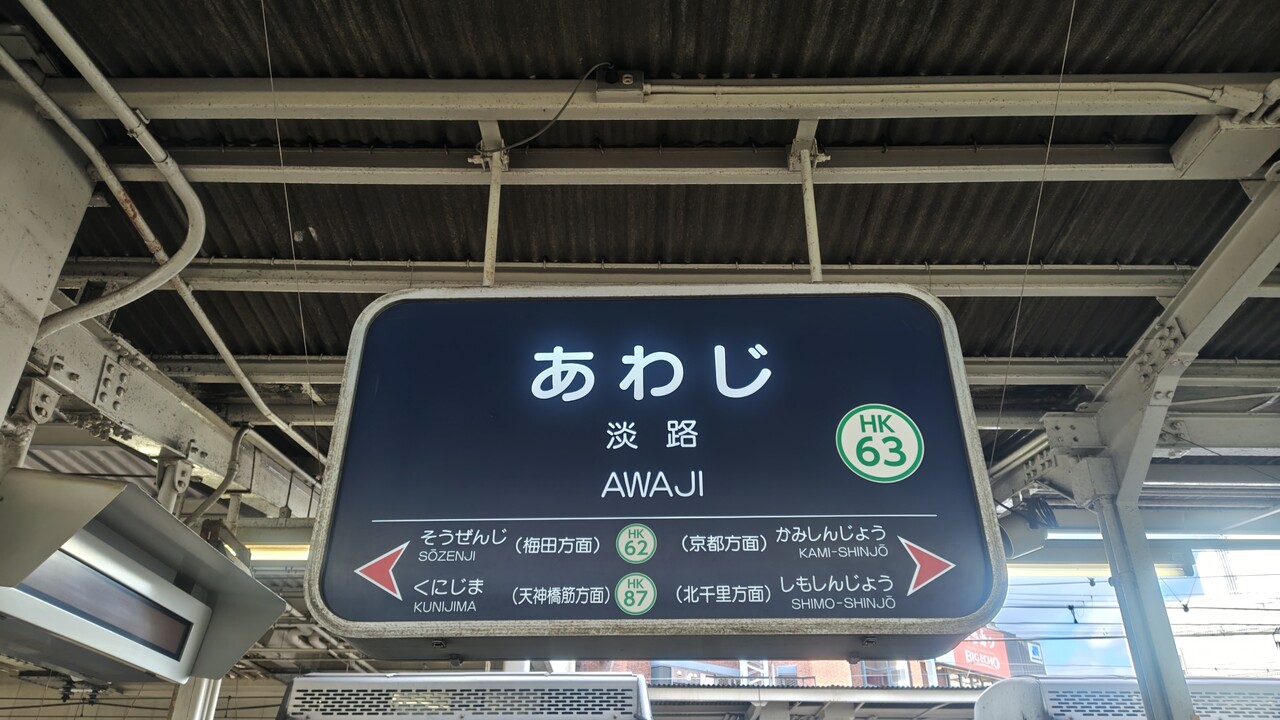 あわじ
淡路
AWAJI
HK
63
そうぜんじ
SŌZENJI
(梅田方面)
HK
62
(京都方面)
かみしんじょう
KAMI-SHINJŌ
くにじま
KUNIJIMA
(天神橋筋方面)
HK
87
(北千里方面)
しもしんじょう
SHIMO-SHINJŌ
BIG ECHO